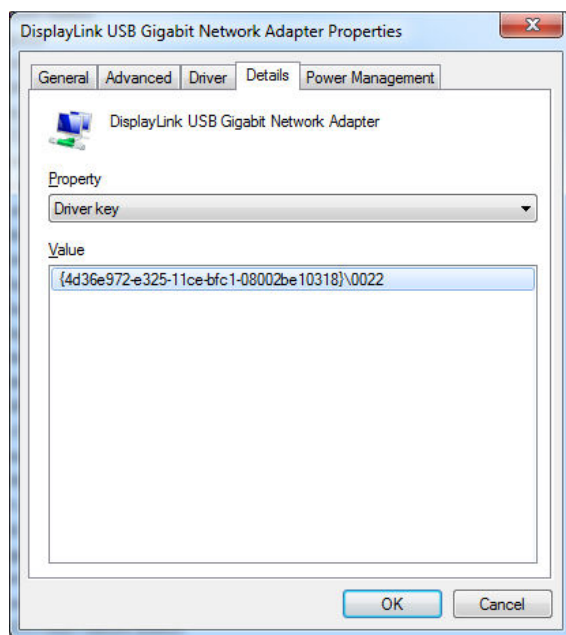 DisplayLink USB Gigabit Network Adapter Properties
General Advanced Driver Details Power Management
DisplayLink USB Gigabit Network Adapter
Property
Driver key
Value
{4d36e972-e325-11ce-bfc1-08002be10318}\0022
OK Cancel